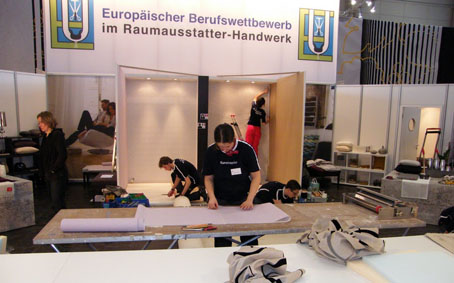 Europäischer Berufswettbewerb
im Raumausstatter-Handwerk